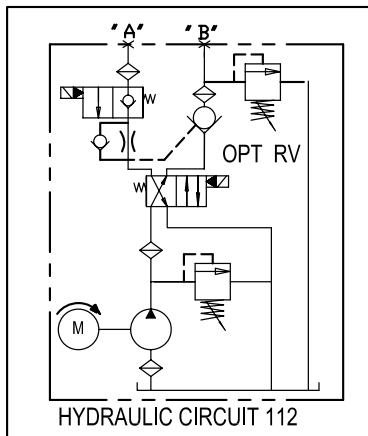 "A" "B"
OPT RV
M
HYDRAULIC CIRCUIT 112